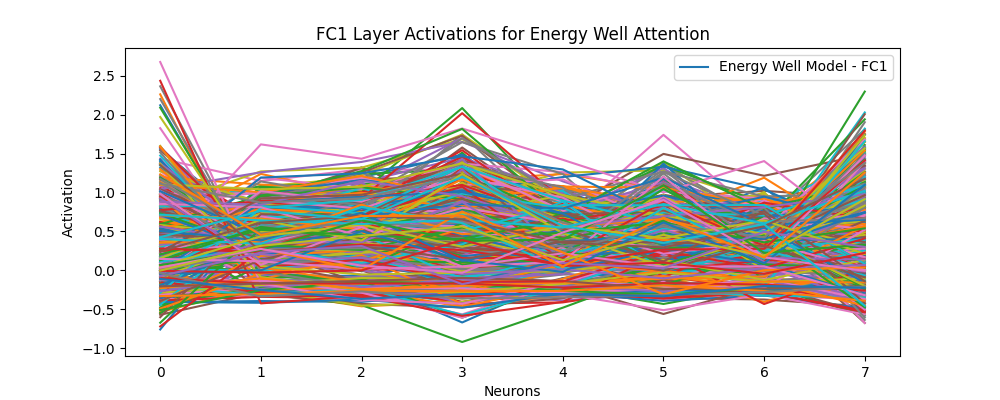 FC1 Layer Activations for Energy Well Attention
Energy Well Model - FC1
Activation
2.5
2.0
1.5
1.0
0.5
0.0
−0.5
−1.0
0 1 2 3 4 5 6 7
Neurons